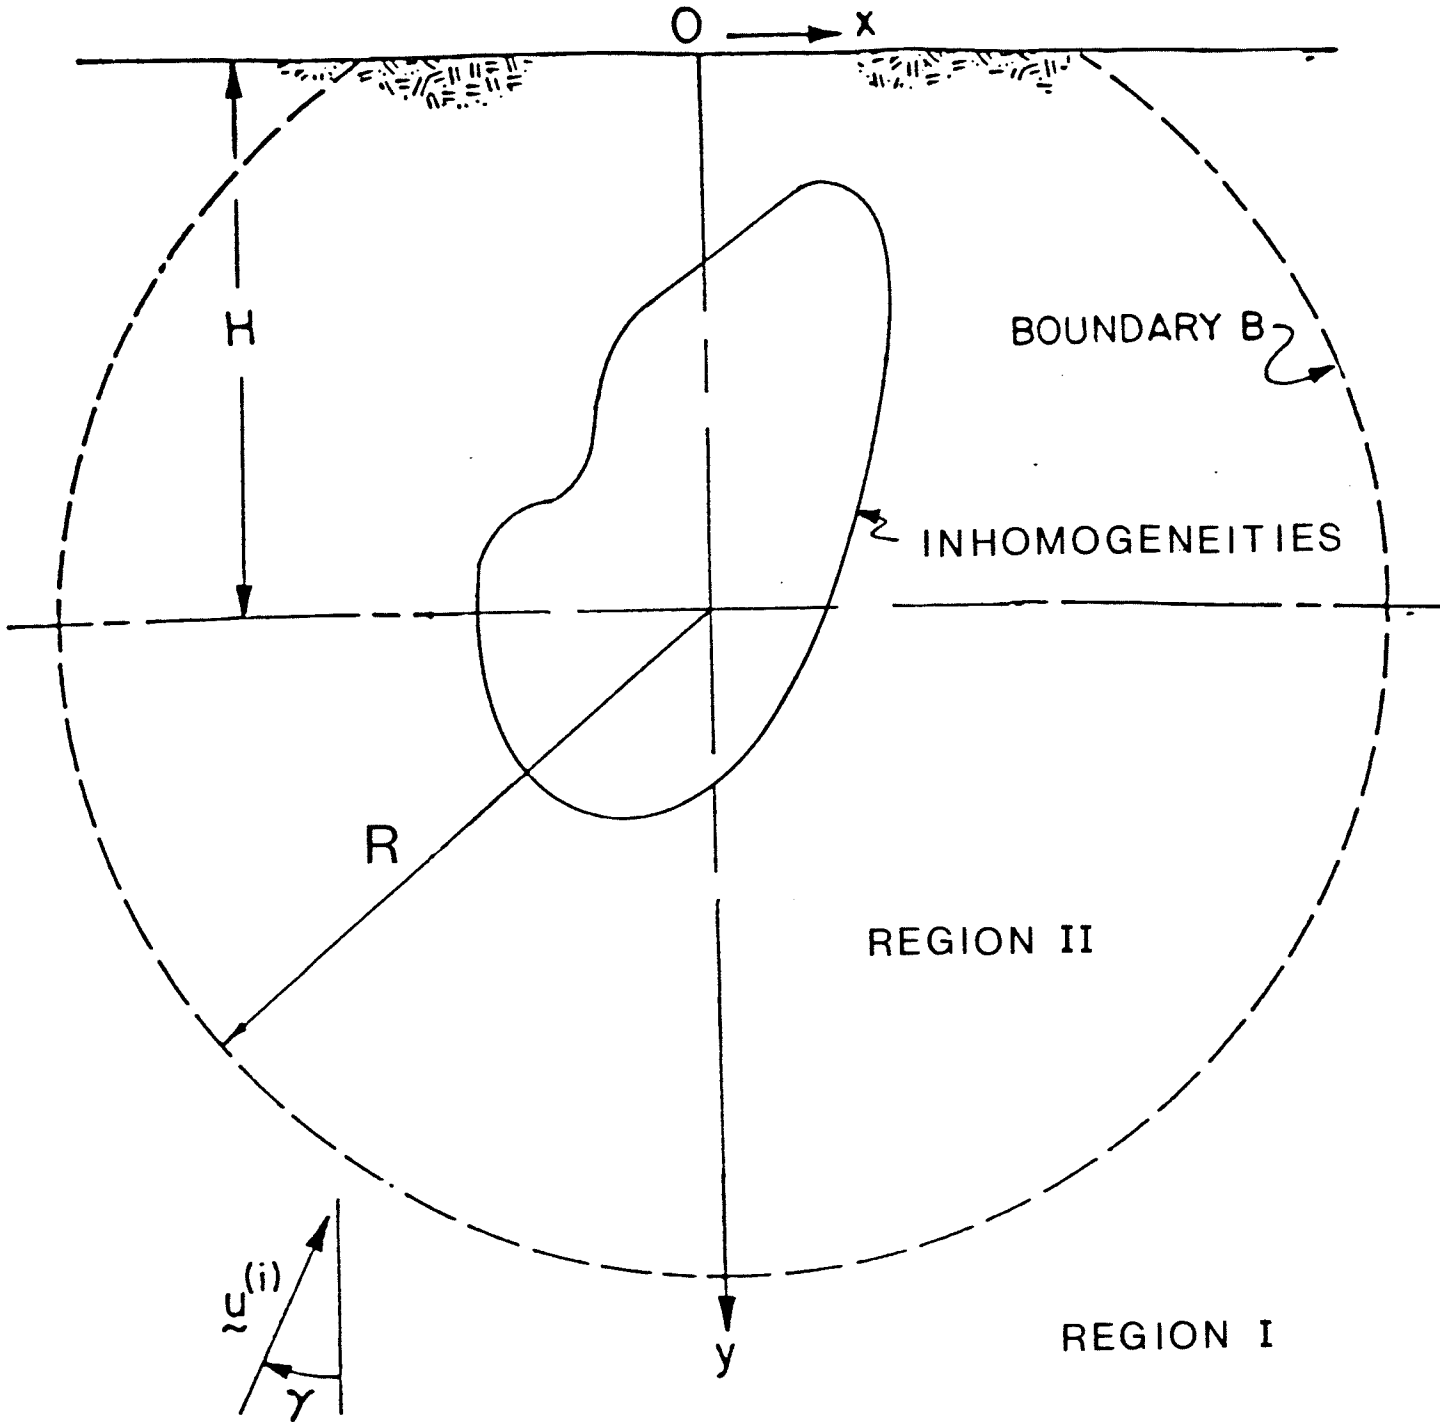 O x
H
BOUNDARY B
INHOMOGENEITIES
R
REGION II
u(i)
γ
y
REGION I